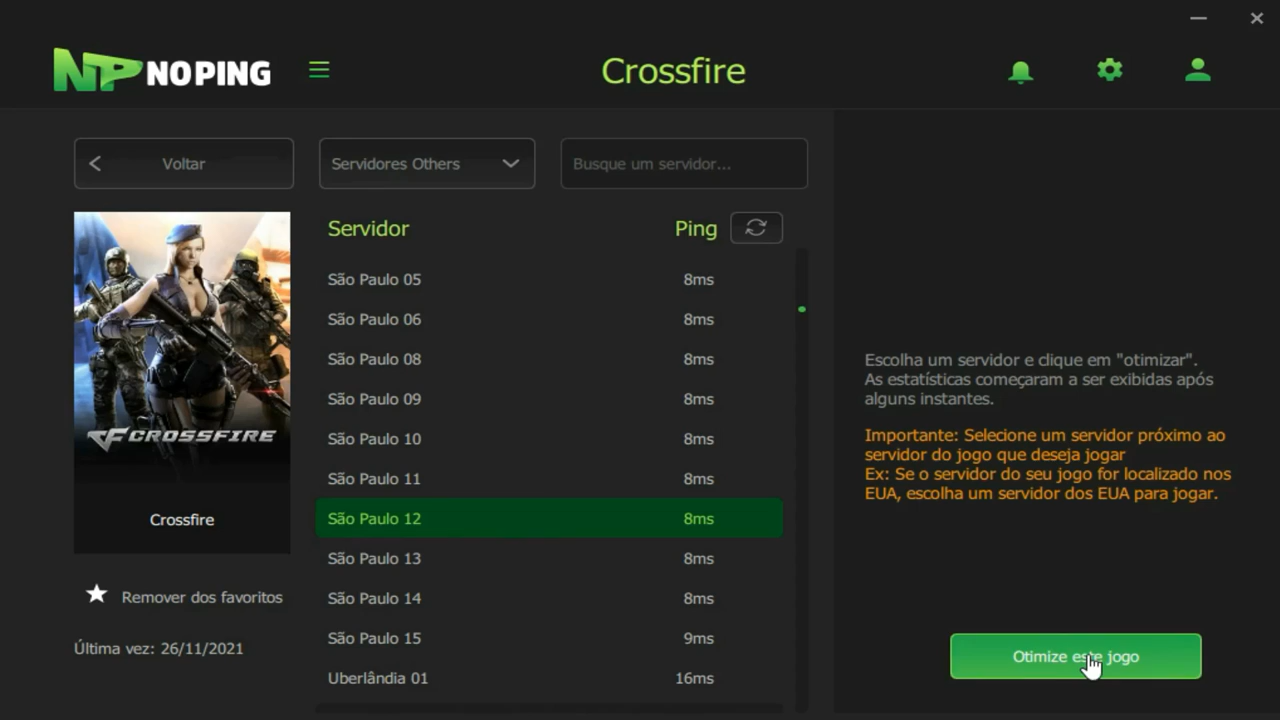 NP NOPING
Crossfire
Voltar
Servidores Others
Busque um servidor...
Servidor
Ping
São Paulo 05
8ms
São Paulo 06
8ms
São Paulo 08
8ms
São Paulo 09
8ms
São Paulo 10
8ms
São Paulo 11
8ms
São Paulo 12
8ms
São Paulo 13
8ms
São Paulo 14
8ms
São Paulo 15
9ms
Uberlândia 01
16ms
CF CROSSFIRE
Crossfire
Remover dos favoritos
Última vez: 26/11/2021
Escolha um servidor e clique em "otimizar".
As estatísticas começaram a ser exibidas após
alguns instantes.
Importante: Selecione um servidor próximo ao
servidor do jogo que deseja jogar
Ex: Se o servidor do seu jogo for localizado nos
EUA, escolha um servidor dos EUA para jogar.
Otimize este jogo